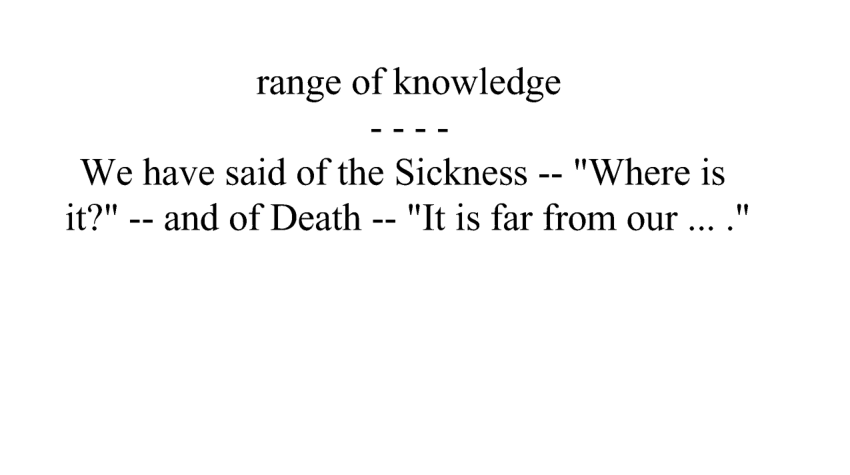 range of knowledge
- - - -
We have said of the Sickness -- "Where is
it?" -- and of Death -- "It is far from our ... ."